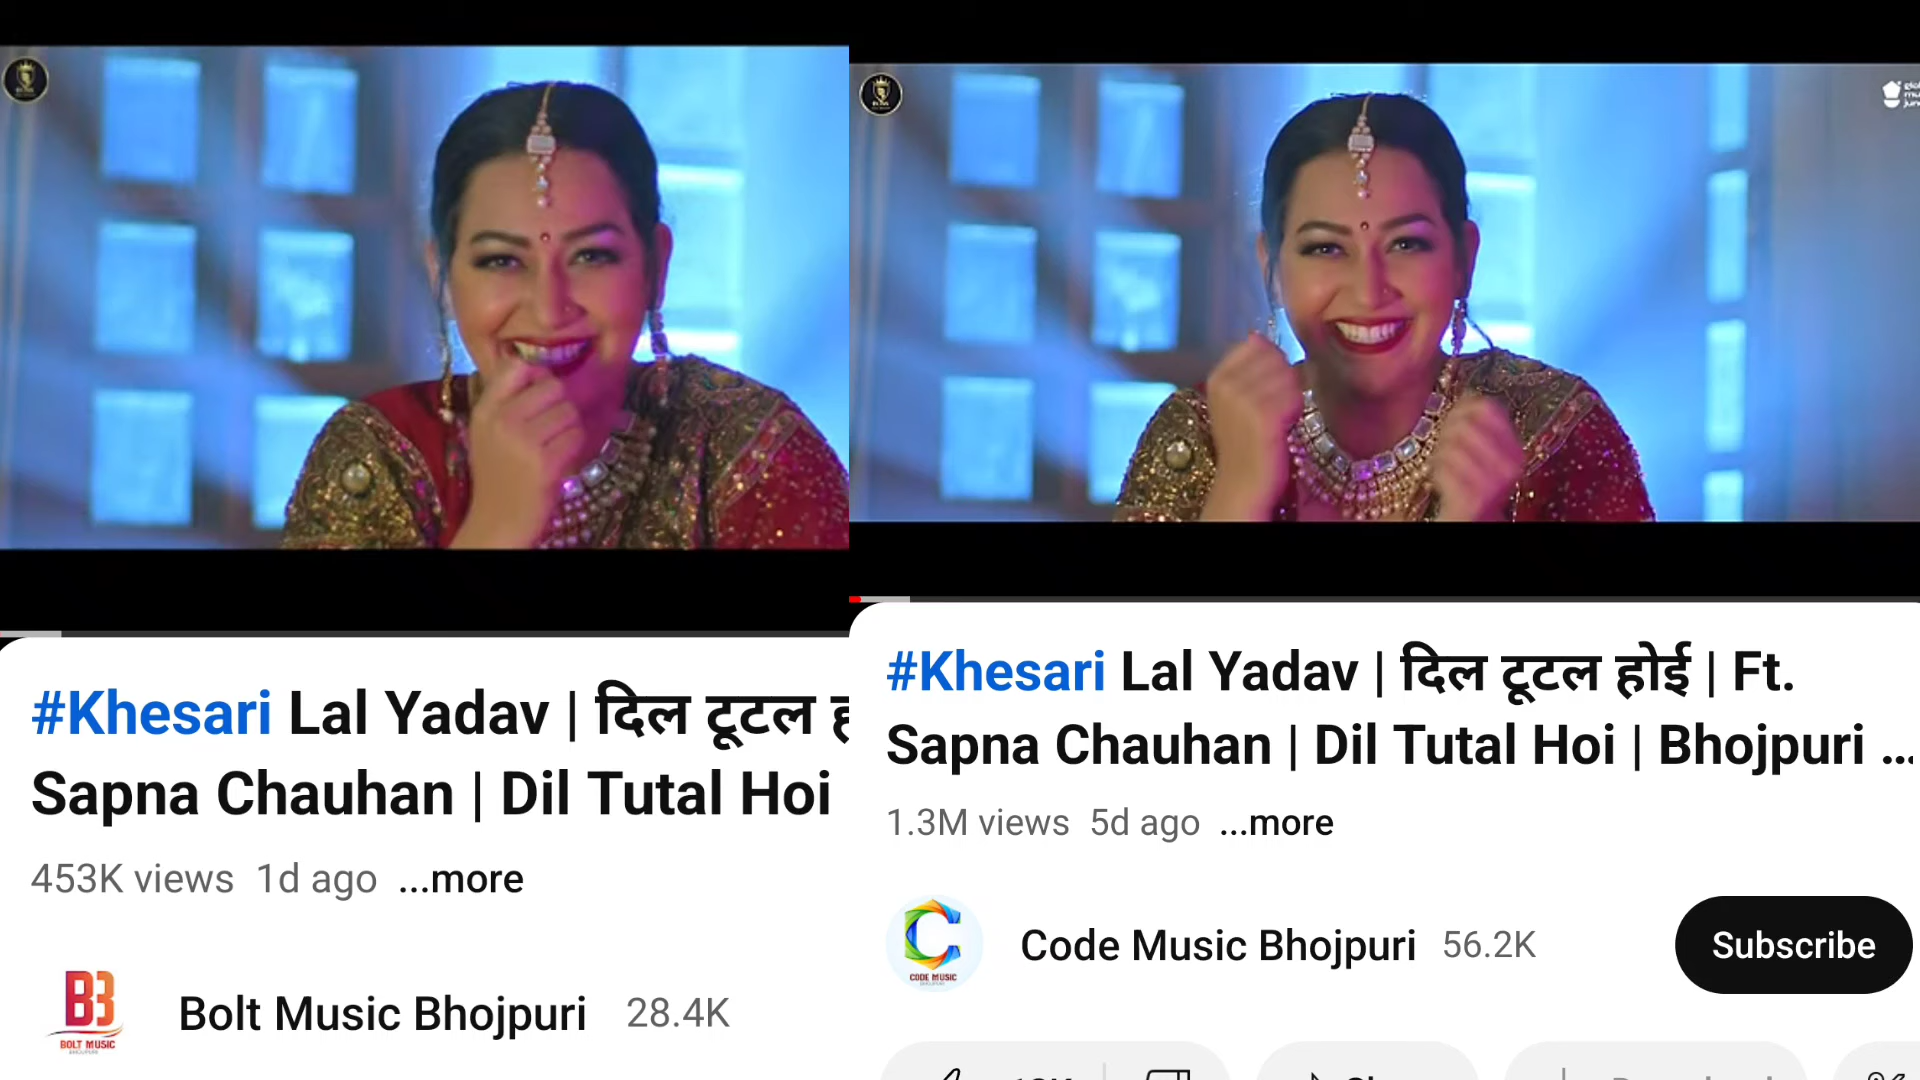 #Khesari Lal Yadav | दिल टूटल
Sapna Chauhan | Dil Tutal Hoi
453K views 1d ago ...more
BOLT MUSIC
BHOJPURI
Bolt Music Bhojpuri 28.4K
#Khesari Lal Yadav | दिल टूटल होई | Ft.
Sapna Chauhan | Dil Tutal Hoi | Bhojpuri ...
1.3M views 5d ago ...more
CODE MUSIC
BHOJPURI
Code Music Bhojpuri 56.2K
Subscribe